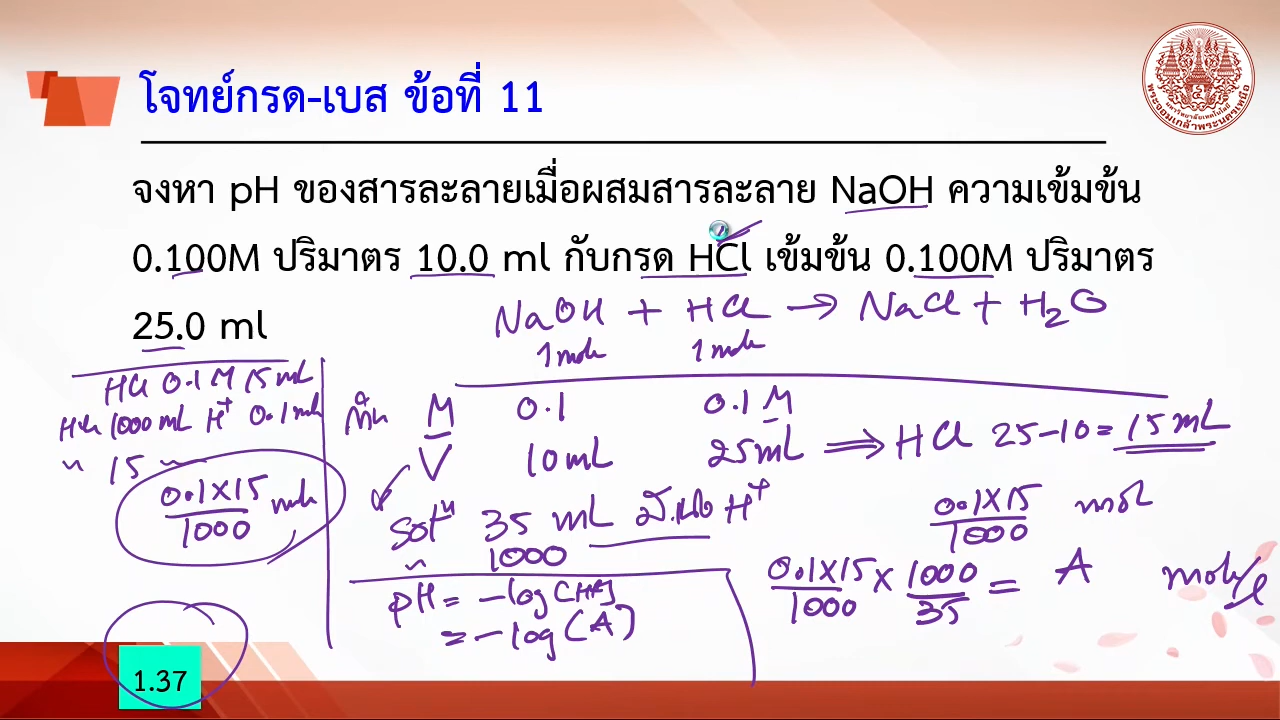 โจทย์กรด-เบส ข้อที่ 11
จงหา pH ของสารละลายเมื่อผสมสารละลาย NaOH ความเข้มข้น
0.100M ปริมาตร 10.0 ml กับกรด HCl เข้มข้น 0.100M ปริมาตร
25.0 ml
NaOH + HCl → NaCl + H₂O
1 mole 1 mole
HCl 0.1 M 15 mL
1000 mL H⁺ 0.1 mole
" 15 "
0.1×15/1000 mole
M 0.1 0.1 M
V 10 mL 25 mL ⇒ HCl 25-10 = 15 mL
35 mL H⁺ 0.1×15/1000 mol
" 1000 0.1×15/1000 × 1000/35 = A mole/l
pH = -log[H⁺]
= -log(A)
1.37